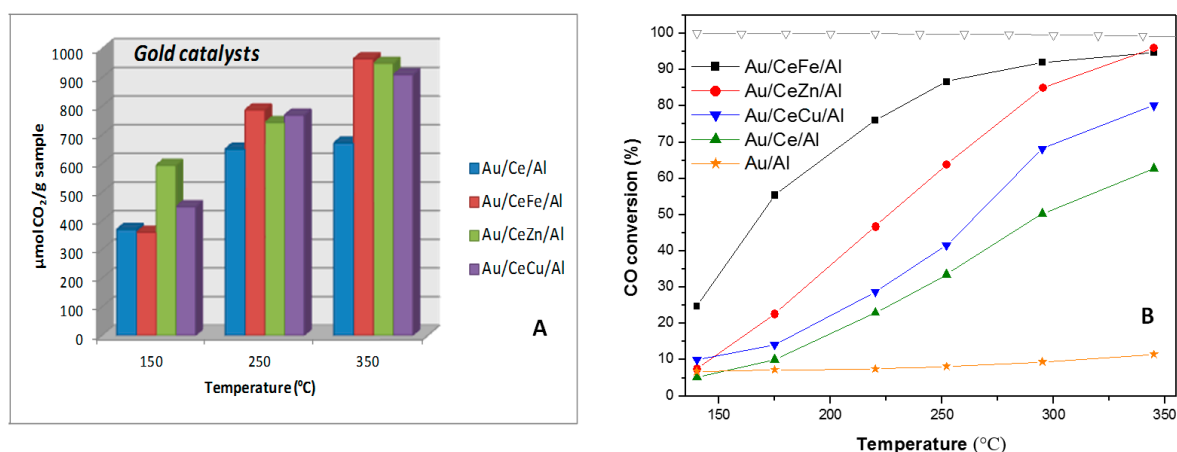 Gold catalysts
1000
900
800
700
600
500
400
300
200
100
0
µmol CO₂/g sample
150
250
350
Temperature (⁰C)
Au/Ce/Al
Au/CeFe/Al
Au/CeZn/Al
Au/CeCu/Al
A
100
90
80
70
60
50
40
30
20
10
0
CO conversion (%)
Au/CeFe/Al
Au/CeZn/Al
Au/CeCu/Al
Au/Ce/Al
Au/Al
B
150
200
250
300
350
Temperature (°C)